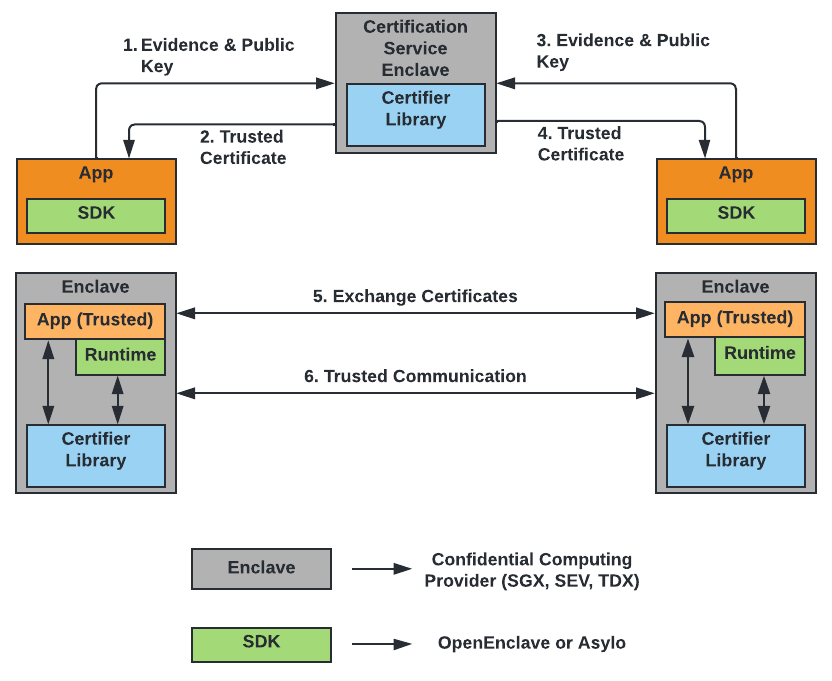 Certification
Service
Enclave
Certifier
Library
1. Evidence & Public
Key
3. Evidence & Public
Key
2. Trusted
Certificate
4. Trusted
Certificate
App
SDK
App
SDK
Enclave
App (Trusted)
Runtime
Certifier
Library
5. Exchange Certificates
6. Trusted Communication
Enclave
App (Trusted)
Runtime
Certifier
Library
Enclave
Confidential Computing
Provider (SGX, SEV, TDX)
SDK
OpenEnclave or Asylo